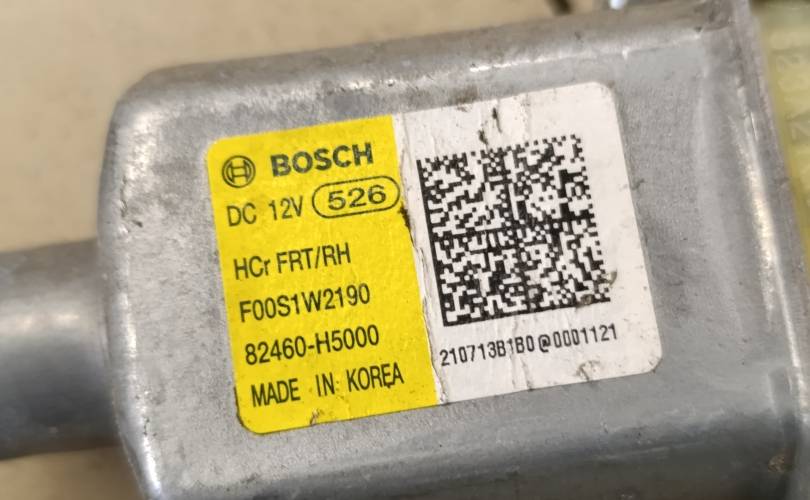 BOSCH
DC 12V 526
HCr FRT/RH
F00S1W2190
82460-H5000
MADE IN KOREA
210713B1B0@0001121